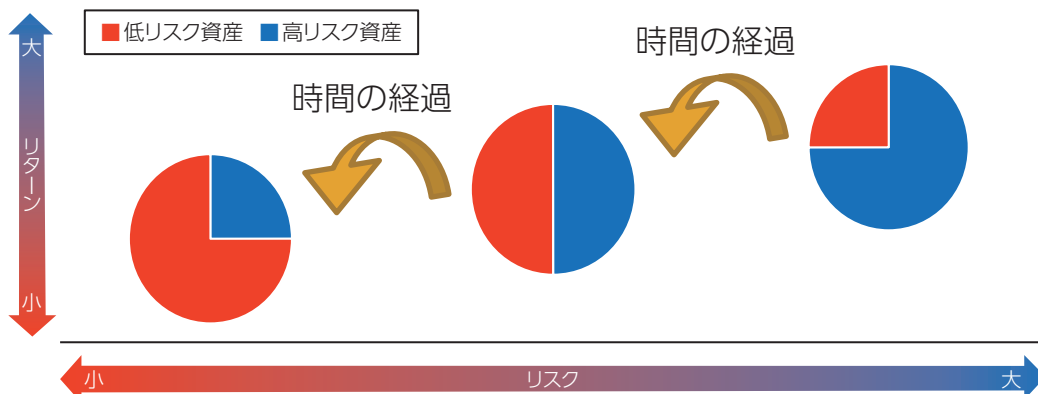 大
■低リスク資産 ■高リスク資産
時間の経過
時間の経過
リターン
小
小
リスク
大